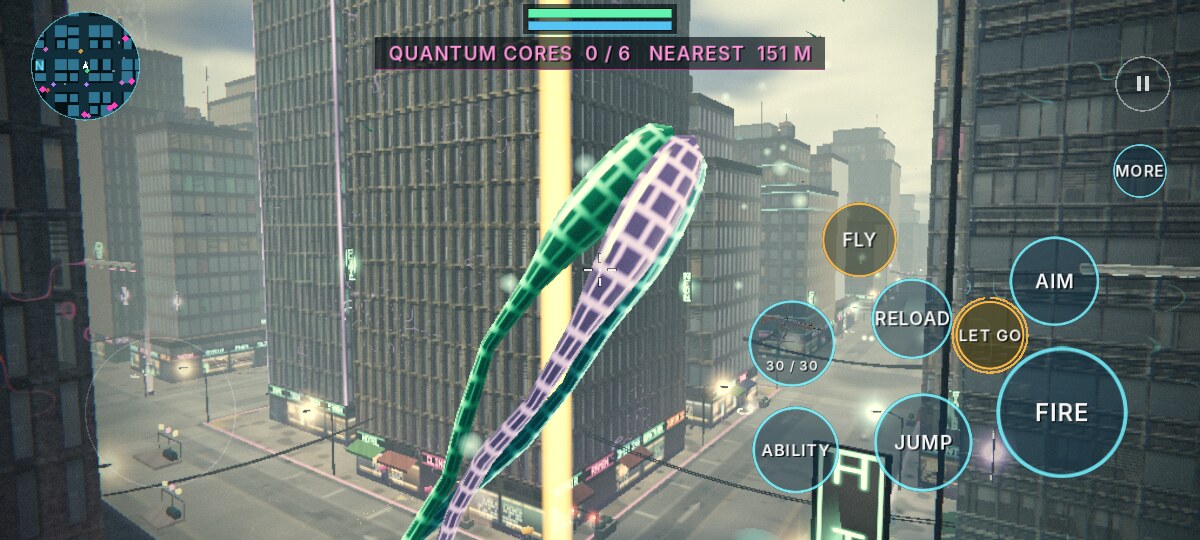 QUANTUM CORES 0 / 6 NEAREST 151 M
N
MORE
FLY
AIM
RELOAD
LET GO
30 / 30
FIRE
ABILITY
JUMP